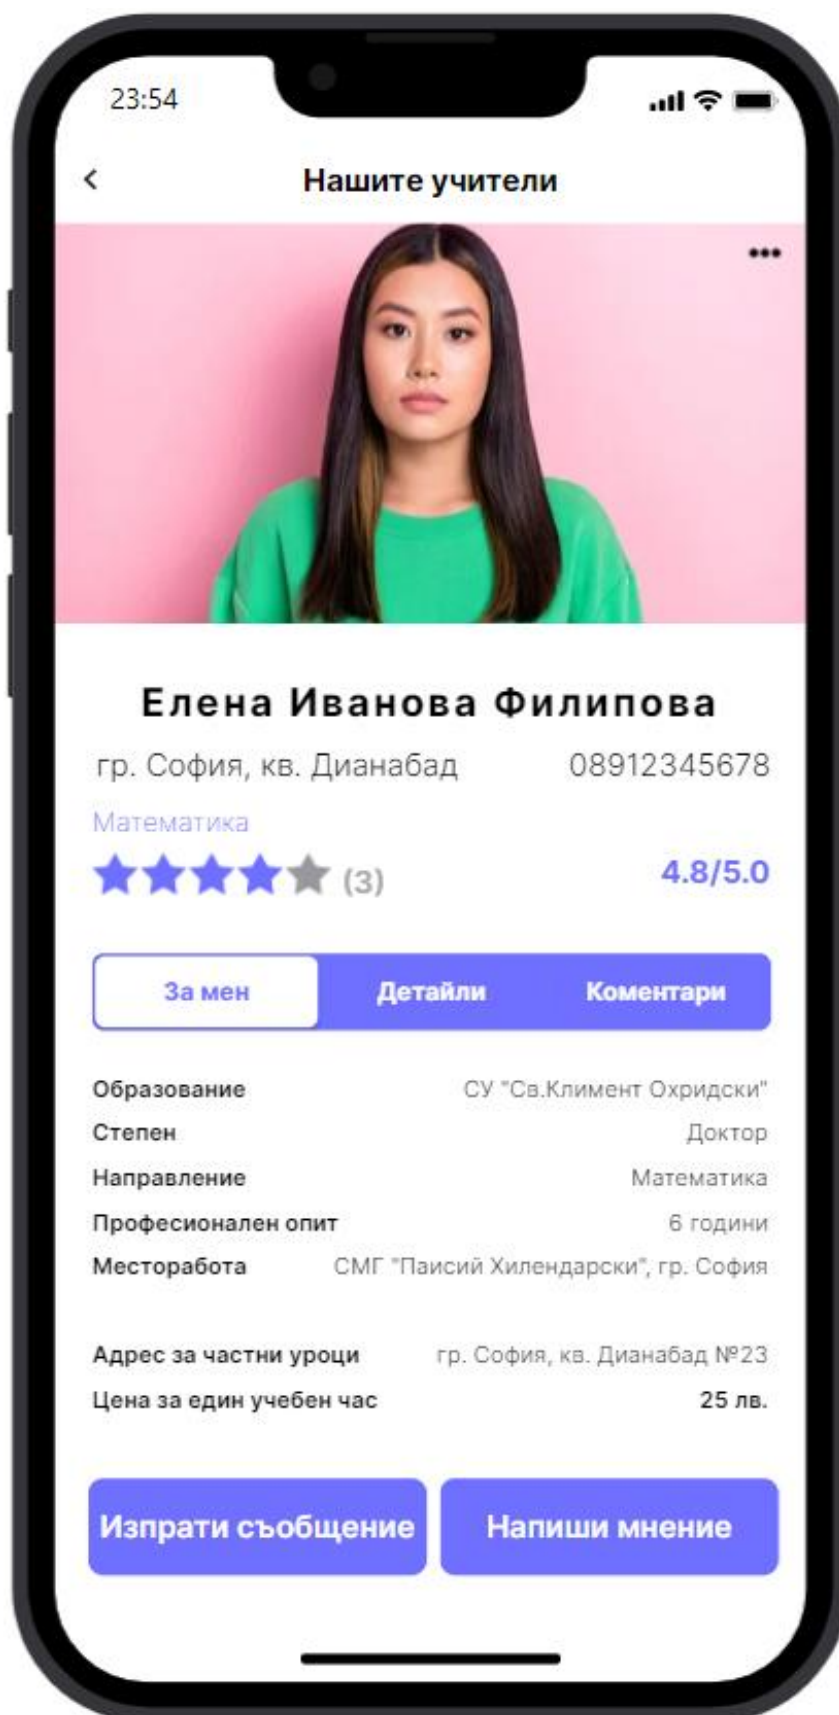 23:54
Нашите учители
Елена Иванова Филипова
гр. София, кв. Дианабад 08912345678
Математика
(3) 4.8/5.0
За мен Детайли Коментари
Образование СУ "Св.Климент Охридски"
Степен Доктор
Направление Математика
Професионален опит 6 години
Месторабота СМГ "Паисий Хилендарски", гр. София
Адрес за частни уроци гр. София, кв. Дианабад №23
Цена за един учебен час 25 лв.
Изпрати съобщение Напиши мнение